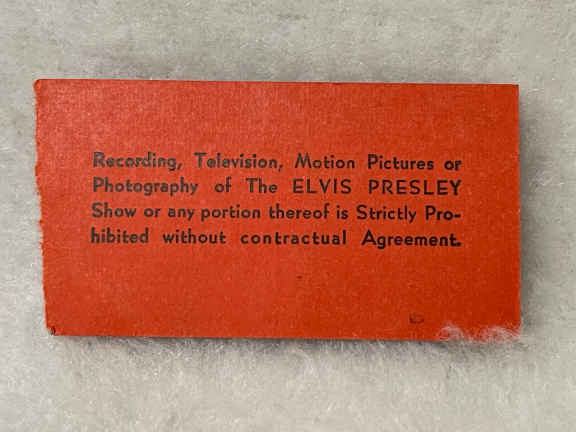 Recording, Television, Motion Pictures or
Photography of The ELVIS PRESLEY
Show or any portion thereof is Strictly Pro-
hibited without contractual Agreement.